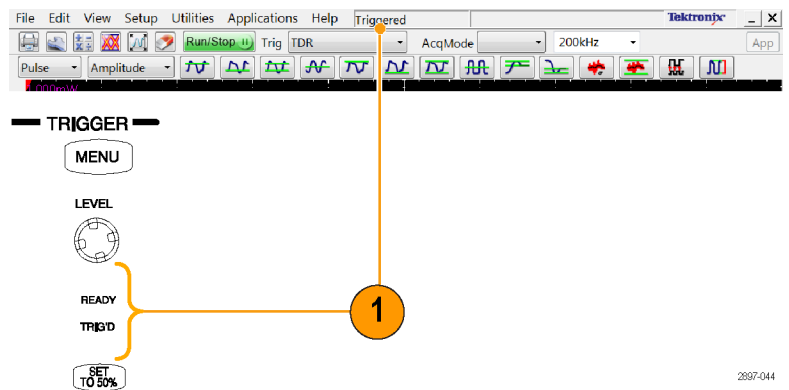 File Edit View Setup Utilities Applications Help Triggered Tektronix
Run/Stop Trig TDR AcqMode 200kHz App
Pulse Amplitude
.000mW
TRIGGER
MENU
LEVEL
1
READY
TRIG'D
SET
TO 50%
2897-044